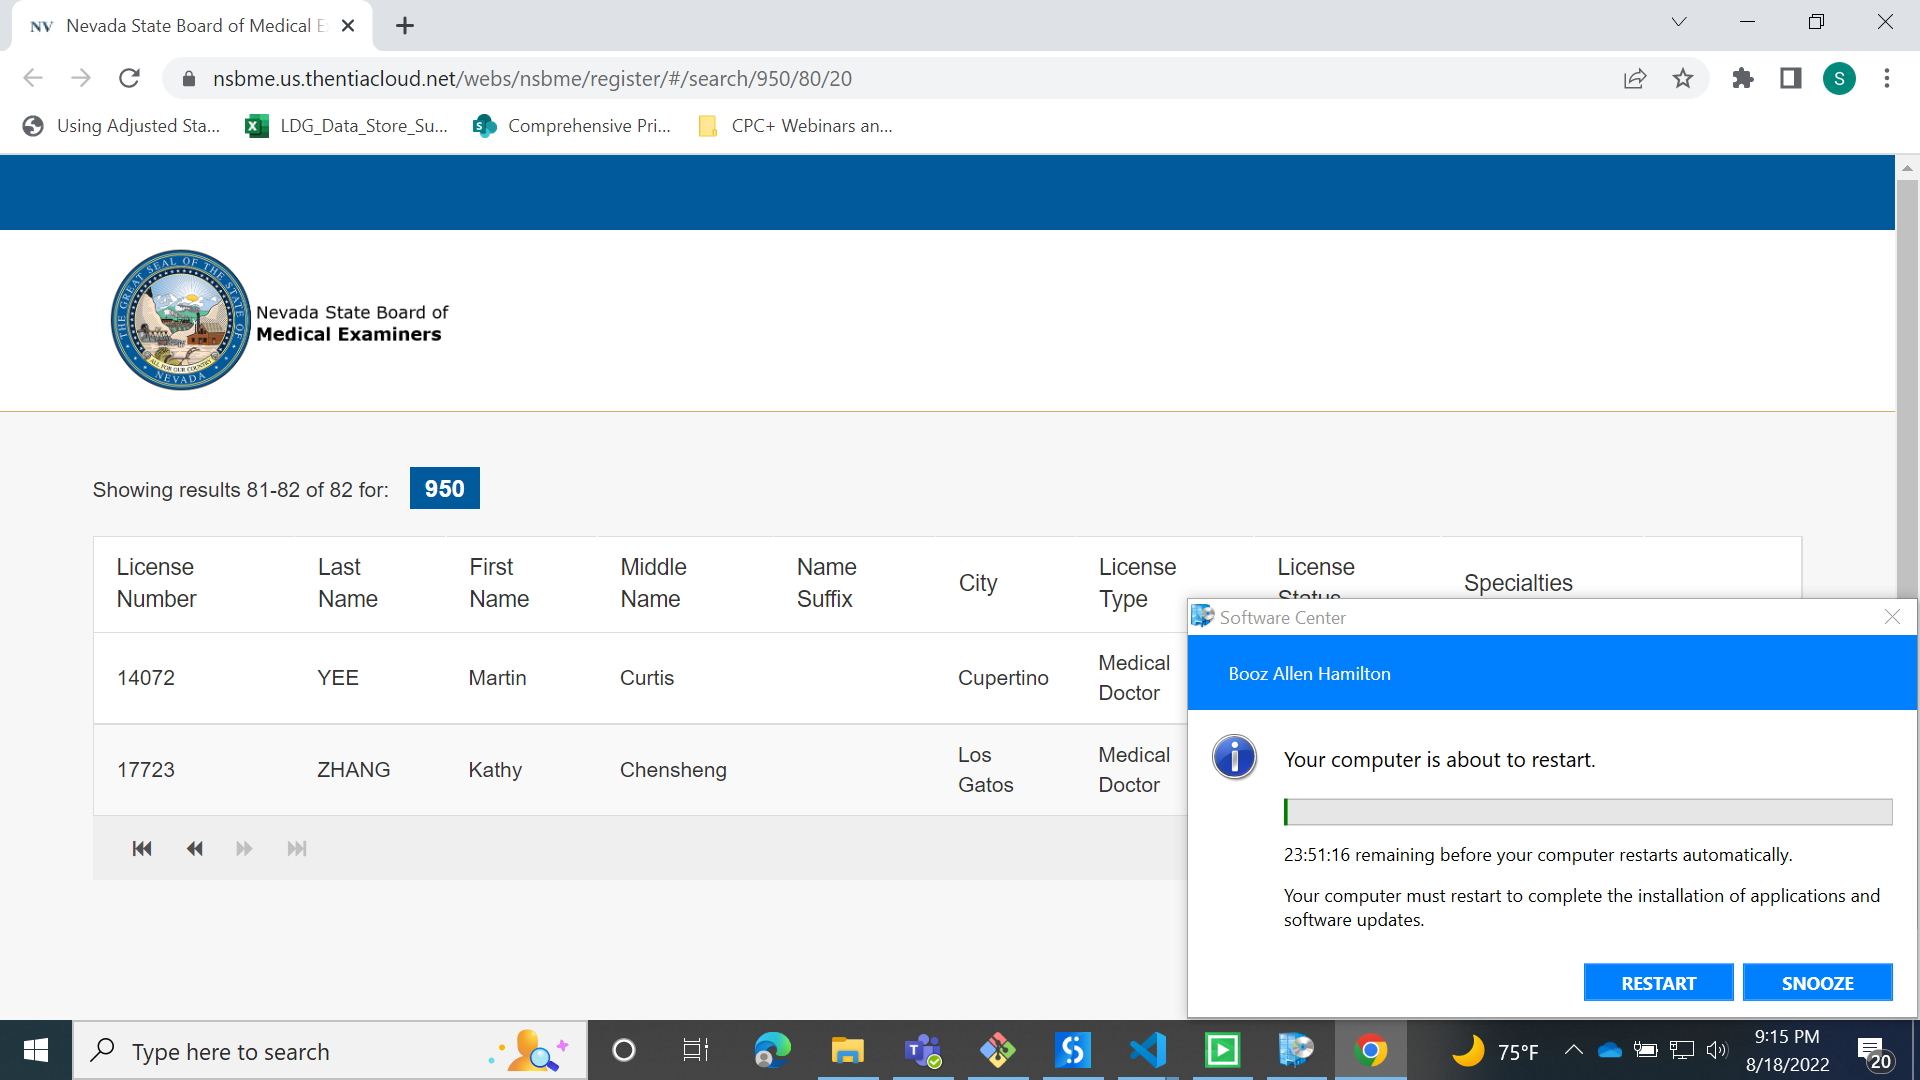 NV Nevada State Board of Medical E
nsbme.us.thentiacloud.net/webs/nsbme/register/#/search/950/80/20
S
Using Adjusted Sta... LDG_Data_Store_Su... Comprehensive Pri... CPC+ Webinars an...
THE GREAT SEAL OF THE STATE OF
NEVADA
ALL FOR OUR COUNTRY
Nevada State Board of
Medical Examiners
Showing results 81-82 of 82 for: 950
License Number Last Name First Name Middle Name Name Suffix City License Type License Status Specialties
14072 YEE Martin Curtis Cupertino Medical Doctor
17723 ZHANG Kathy Chensheng Los Gatos Medical Doctor
Software Center
Booz Allen Hamilton
Your computer is about to restart.
23:51:16 remaining before your computer restarts automatically.
Your computer must restart to complete the installation of applications and
software updates.
RESTART SNOOZE
Type here to search
75°F
9:15 PM
8/18/2022
20